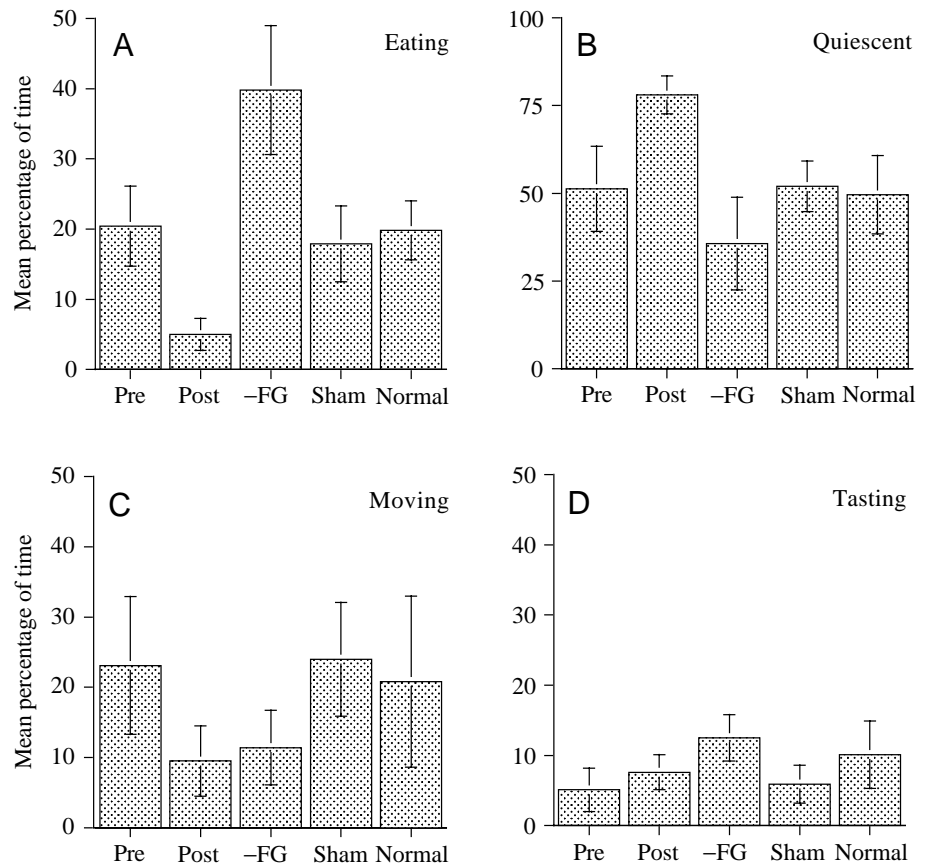 A
Eating
Mean percentage of time
50
40
30
20
10
0
Pre Post –FG Sham Normal
B
Quiescent
100
75
50
25
0
Pre Post –FG Sham Normal
C
Moving
Mean percentage of time
50
40
30
20
10
0
Pre Post –FG Sham Normal
D
Tasting
50
40
30
20
10
0
Pre Post –FG Sham Normal